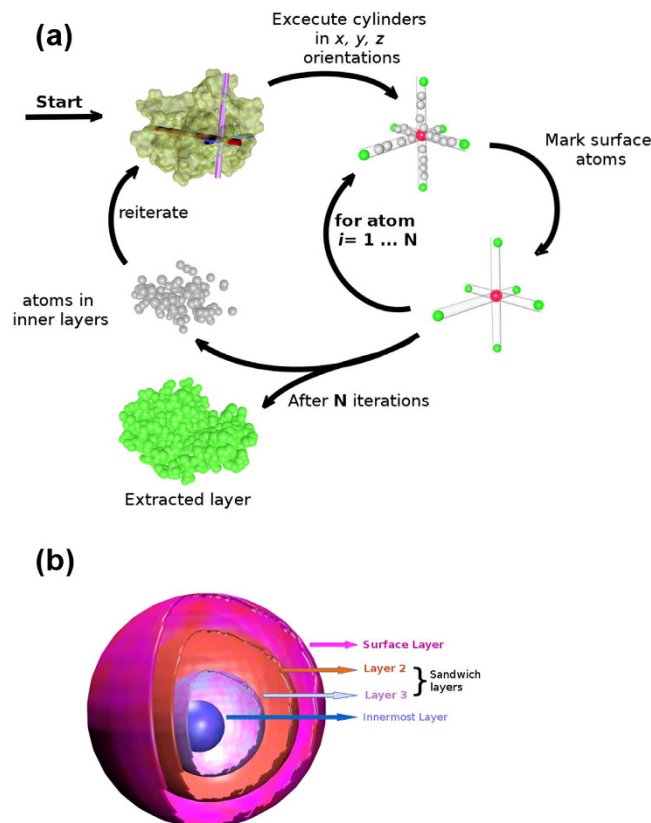 (a)
Excecute cylinders
in x, y, z
orientations
Start
Mark surface
atoms
reiterate
for atom
i= 1 ... N
atoms in
inner layers
After N iterations
Extracted layer
(b)
Surface Layer
Layer 2
Sandwich
layers
Layer 3
Innermost Layer